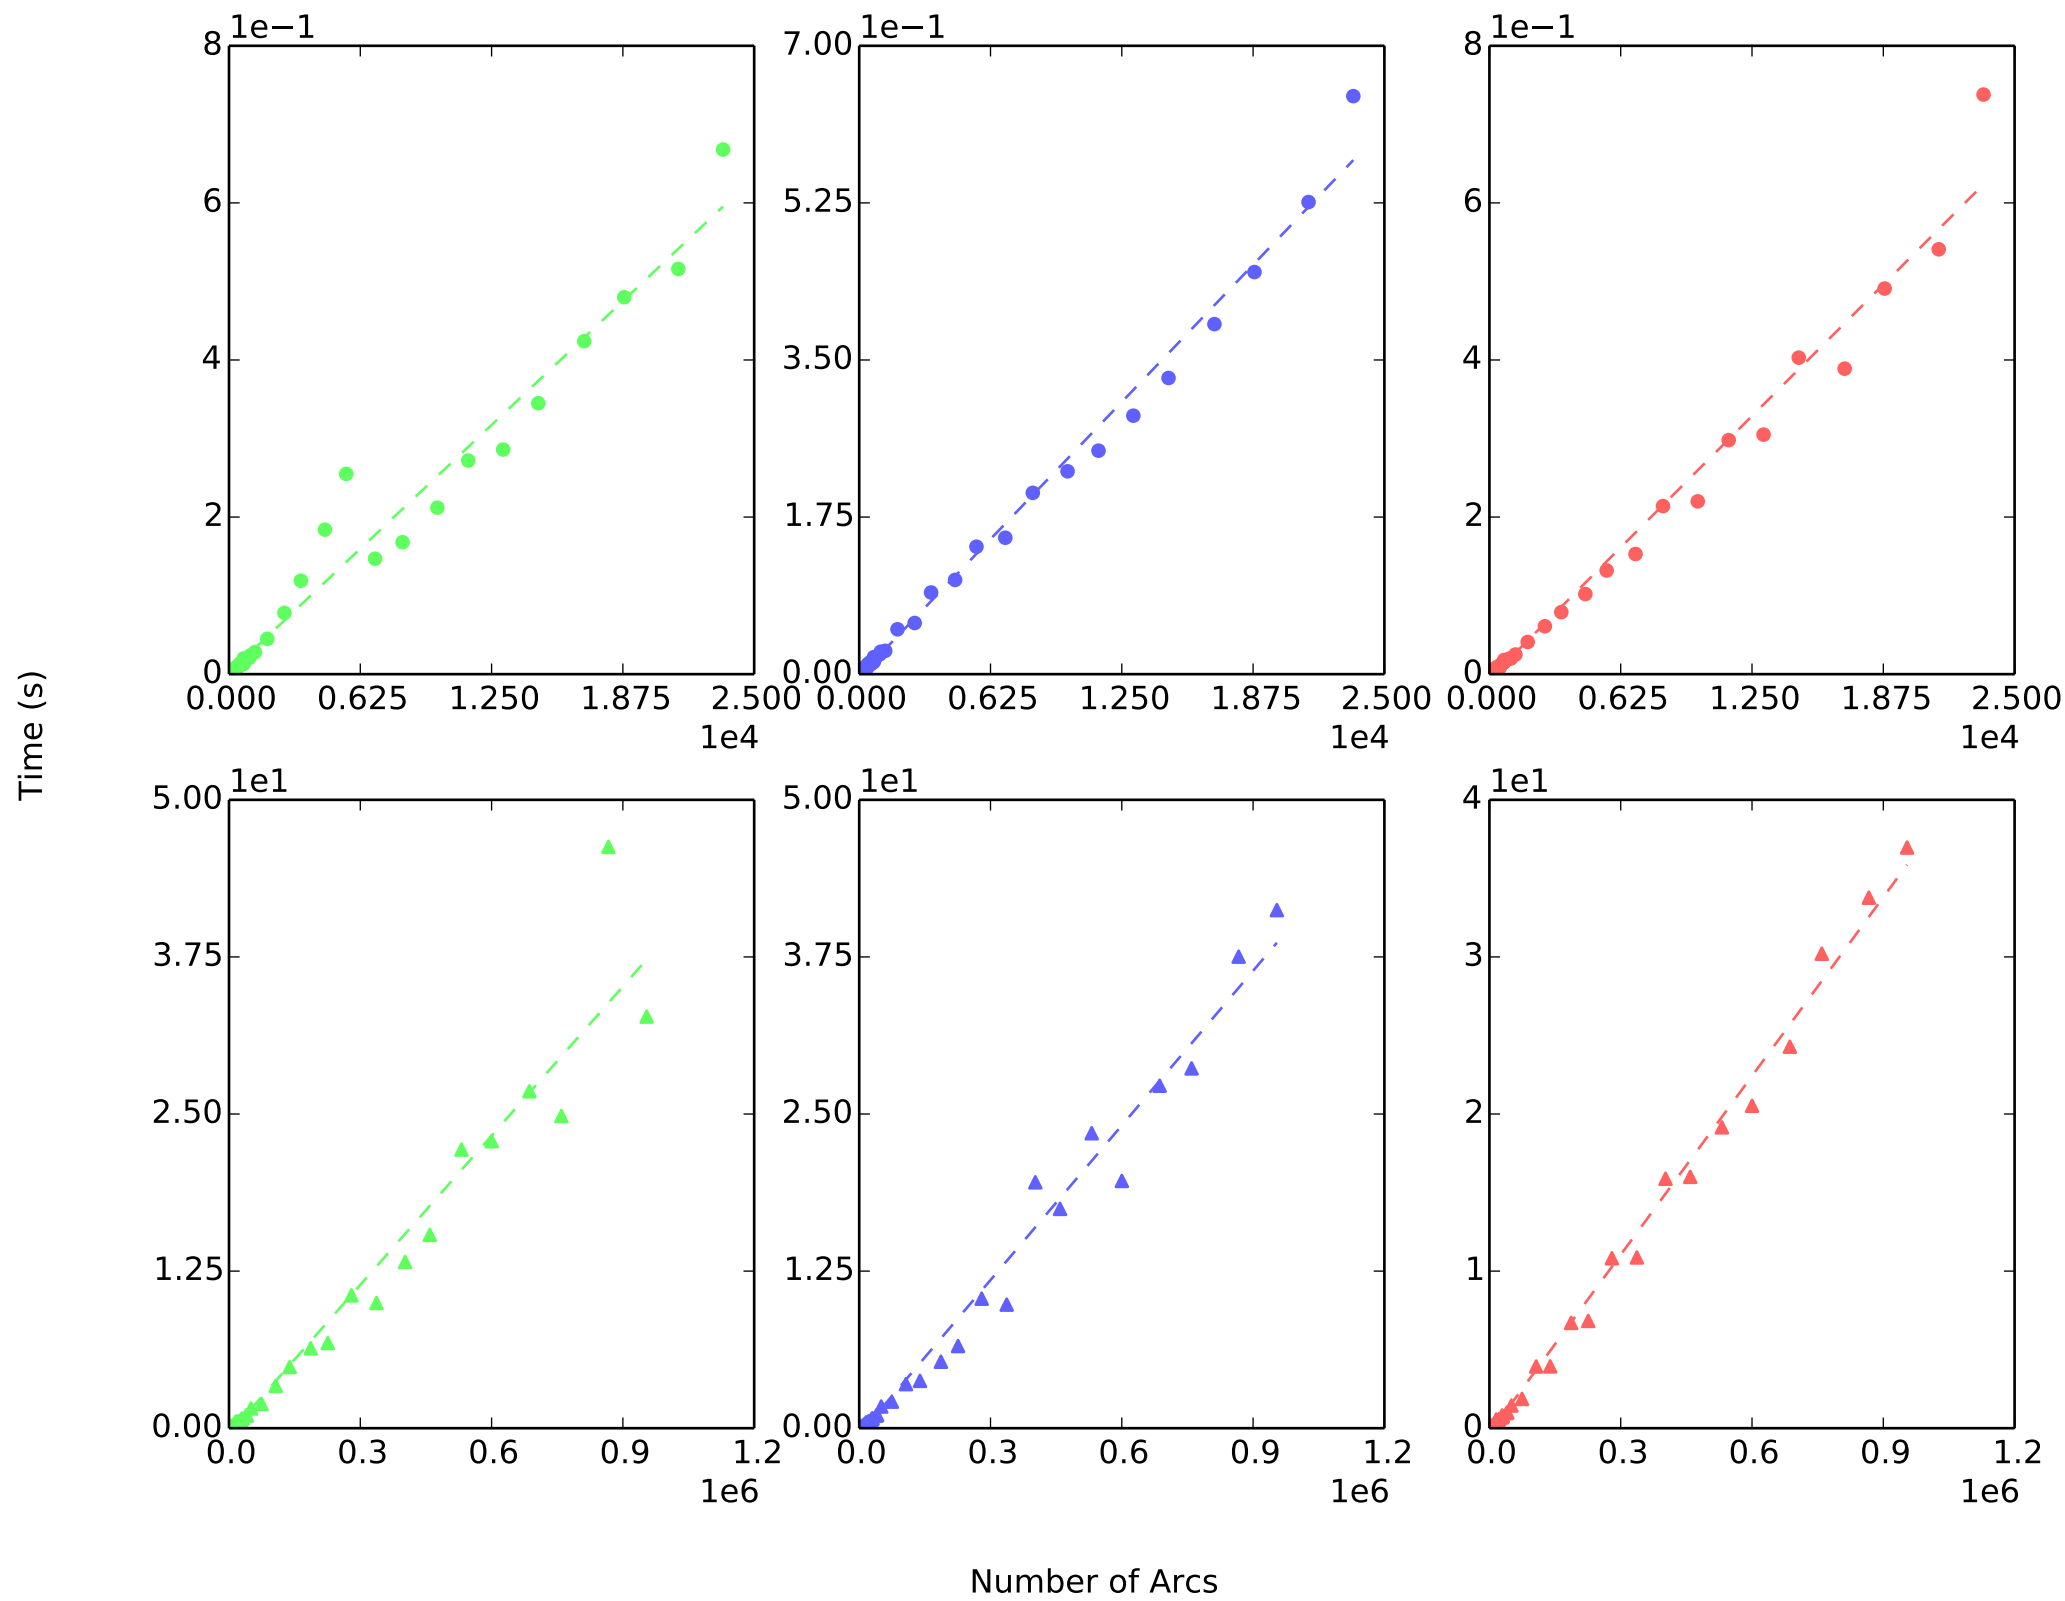 1e−1 1e−1 1e−1
8 7.00 8
6 5.25 6
4 3.50 4
2 1.75 2
0 0.00 0
0.000 0.625 1.250 1.875 2.500 0.000 0.625 1.250 1.875 2.500 0.000 0.625 1.250 1.875 2.500
1e4 1e4 1e4
Time (s)
1e1 1e1 1e1
5.00 5.00 4
3.75 3.75 3
2.50 2.50 2
1.25 1.25 1
0.00 0.00 0
0.0 0.3 0.6 0.9 1.2 0.0 0.3 0.6 0.9 1.2 0.0 0.3 0.6 0.9 1.2
1e6 1e6 1e6
Number of Arcs